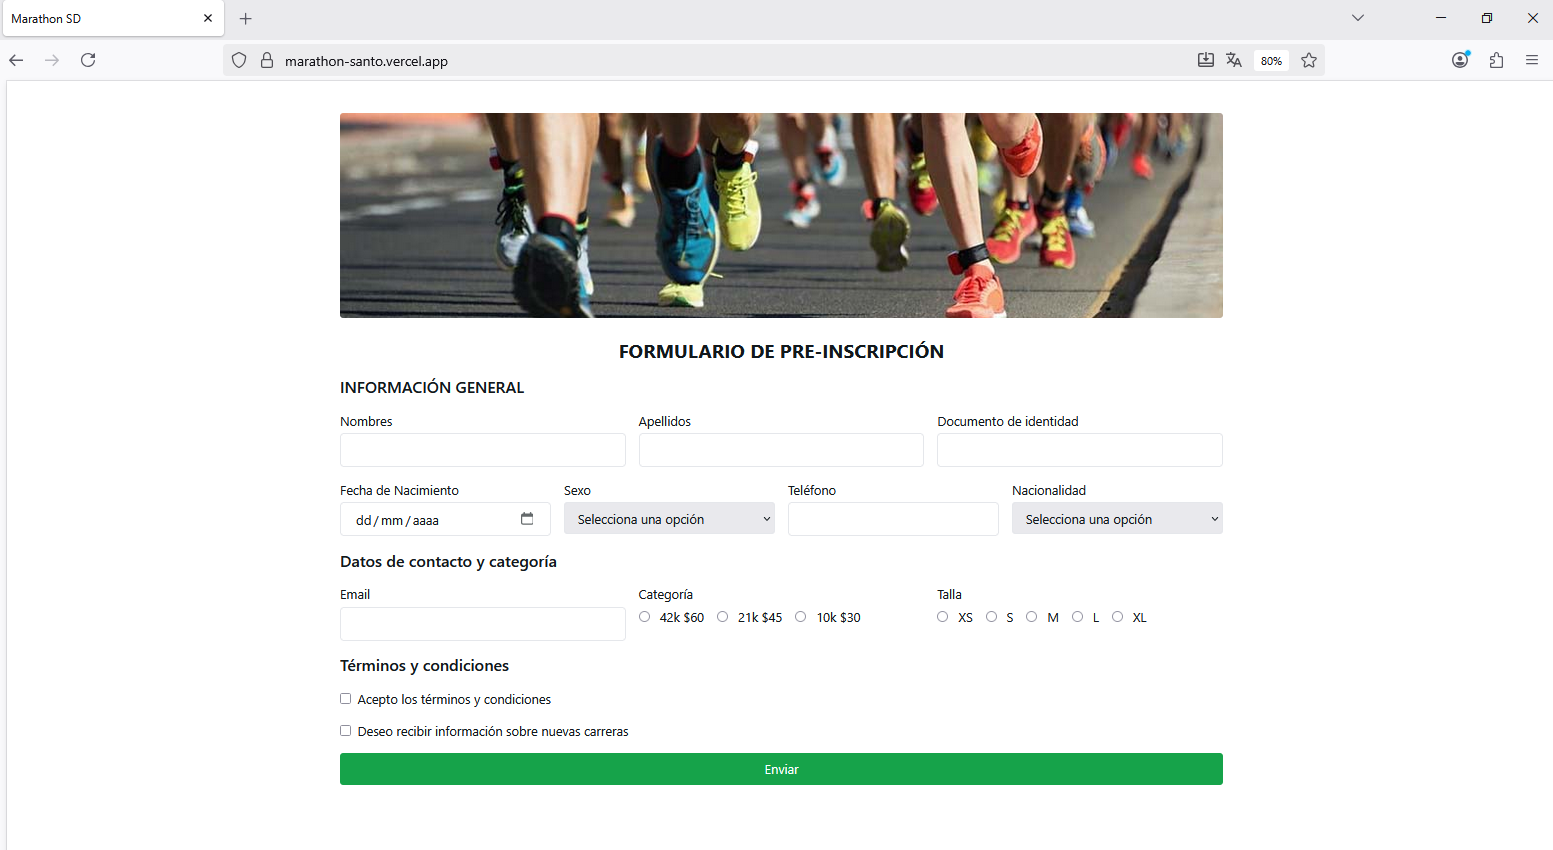 Marathon SD
marathon-santo.vercel.app
80%
FORMULARIO DE PRE-INSCRIPCIÓN
INFORMACIÓN GENERAL
Nombres Apellidos Documento de identidad
Fecha de Nacimiento Sexo Teléfono Nacionalidad
dd/mm/aaaa Selecciona una opción Selecciona una opción
Datos de contacto y categoría
Email Categoría Talla
42k $60 21k $45 10k $30 XS S M L XL
Términos y condiciones
Acepto los términos y condiciones
Deseo recibir información sobre nuevas carreras
Enviar